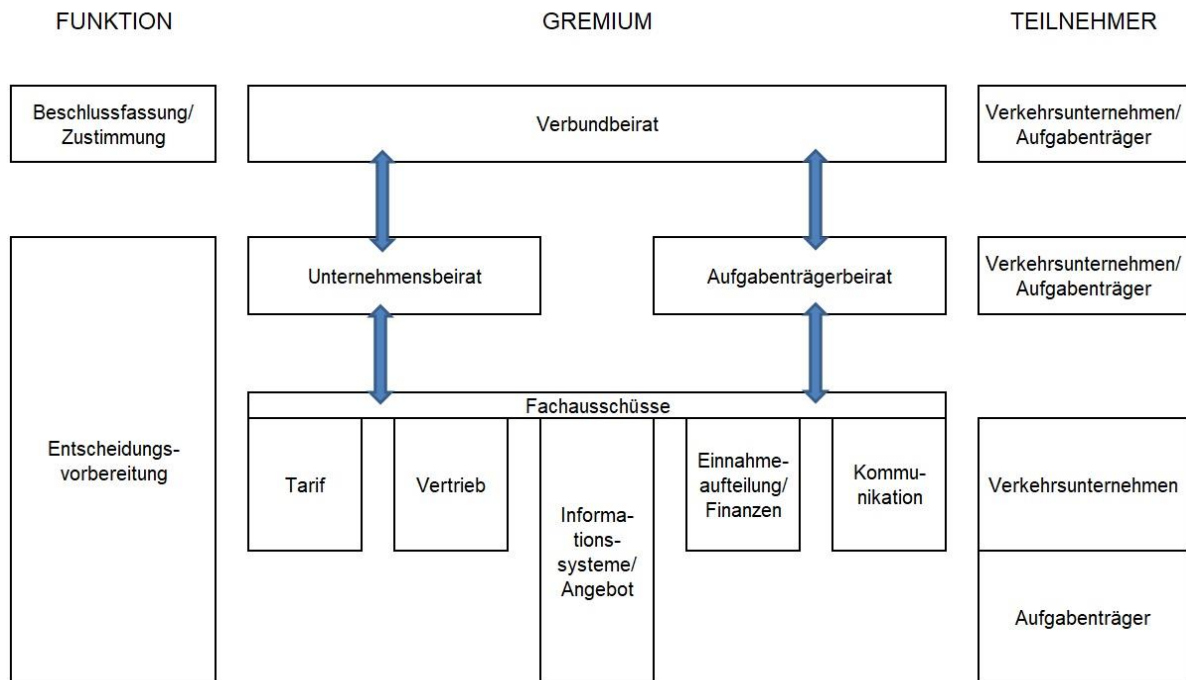 FUNKTION
GREMIUM
TEILNEHMER
Beschlussfassung/
Zustimmung
Verbundbeirat
Verkehrsunternehmen/
Aufgabenträger
Unternehmensbeirat
Aufgabenträgerbeirat
Verkehrsunternehmen/
Aufgabenträger
Entscheidungs-
vorbereitung
Fachausschüsse
Tarif
Vertrieb
Informa-
tions-
systeme/
Angebot
Einnahme-
aufteilung/
Finanzen
Kommu-
nikation
Verkehrsunternehmen
Aufgabenträger